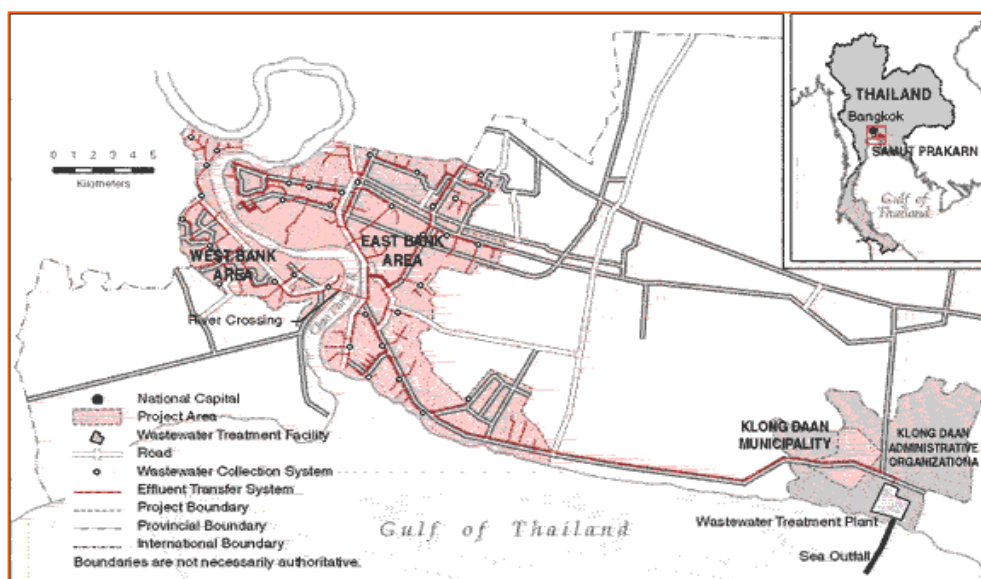 THAILAND
Bangkok
SAMUT PRAKARN
Gulf of
Thailand
0 1 2 3 4 5
Kilometers
EAST BANK
AREA
WEST BANK
AREA
River Crossing
National Capital
Project Area
Wastewater Treatment Facility
Road
Wastewater Collection System
Effluent Transfer System
Project Boundary
Provincial Boundary
International Boundary
Boundaries are not necessarily authoritative.
KLONG DAAN
MUNICIPALITY
KLONG DAAN
ADMINISTRATIVE
ORGANIZATIONA
Wastewater Treatment Plant
Sea Outfall
Gulf of Thailand